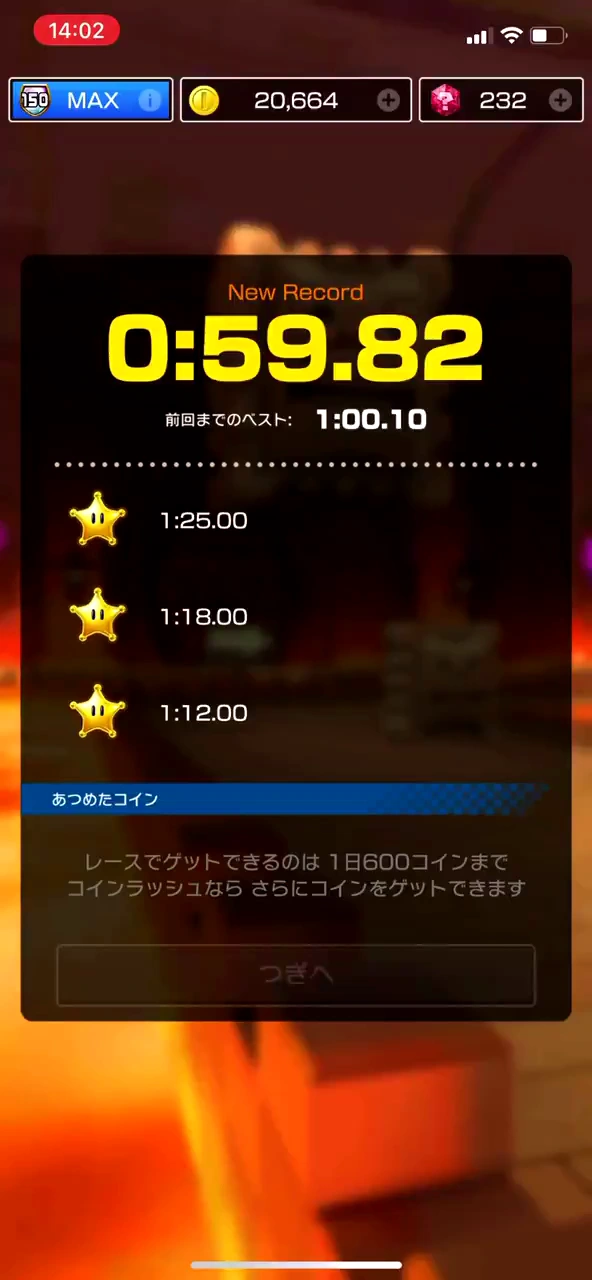 14:02
150 MAX 20,664 232
New Record
0:59.82
前回までのベスト: 1:00.10
1:25.00
1:18.00
1:12.00
あつめたコイン
レースでゲットできるのは 1日600コインまで
コインラッシュなら さらにコインをゲットできます
つぎへ